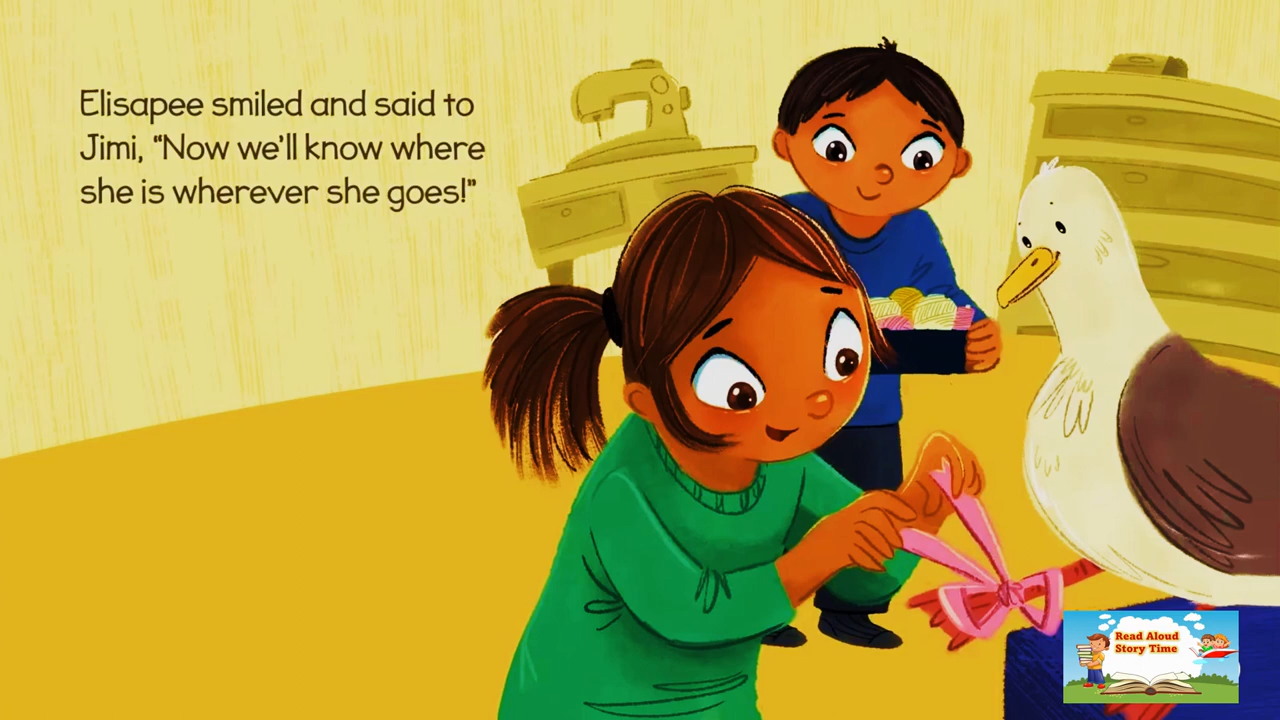 Elisapee smiled and said to
Jimi, “Now we’ll know where
she is wherever she goes!”
Read Aloud
Story Time